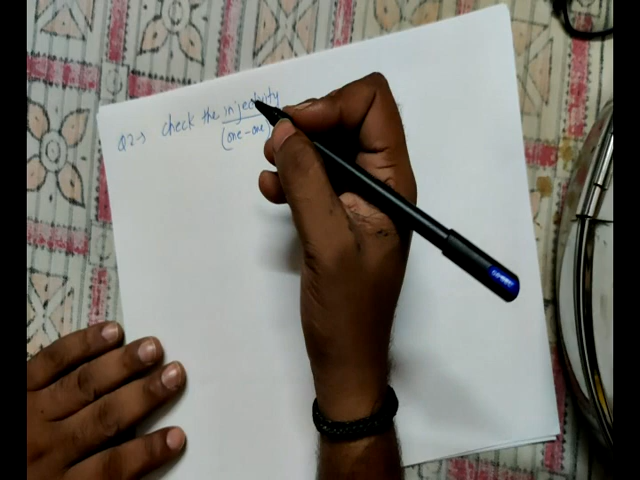 Q2→ check the injectivity
(one-one)